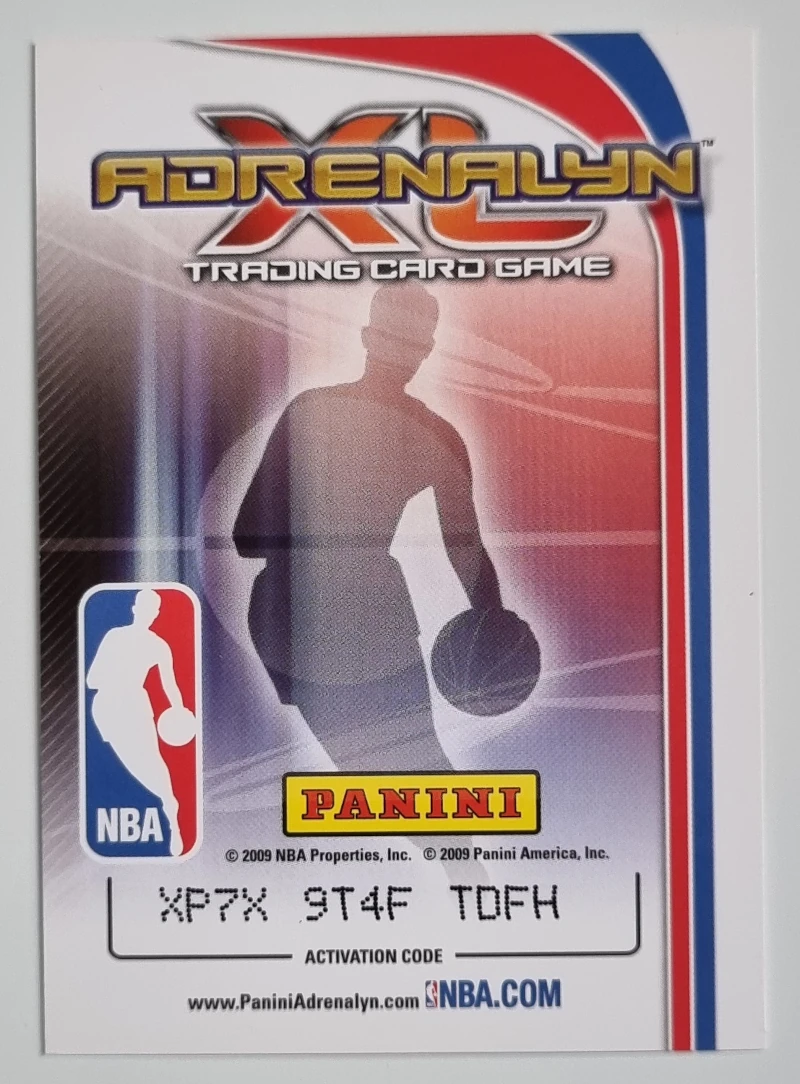 ADRENALYN XL™
TRADING CARD GAME
NBA
PANINI
© 2009 NBA Properties, Inc. © 2009 Panini America, Inc.
XP7X 9T4F TDFH
ACTIVATION CODE
www.PaniniAdrenalyn.com NBA.COM